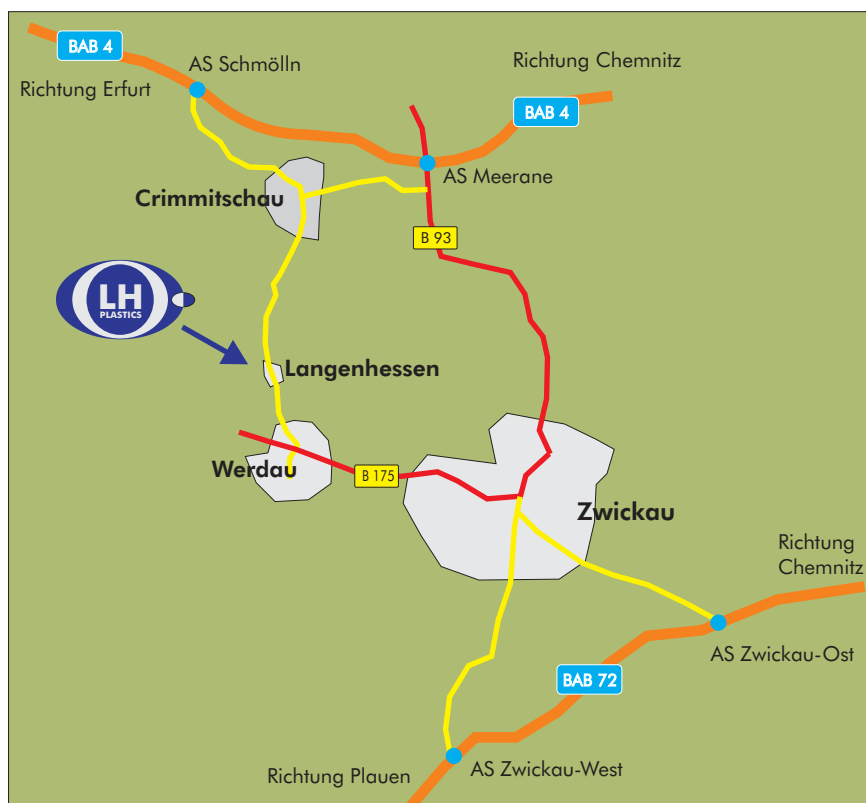 BAB 4
AS Schmölln
Richtung Chemnitz
Richtung Erfurt
BAB 4
AS Meerane
Crimmitschau
B 93
LH
PLASTICS
Langenhessen
Werdau
B 175
Zwickau
Richtung
Chemnitz
AS Zwickau-Ost
BAB 72
AS Zwickau-West
Richtung Plauen